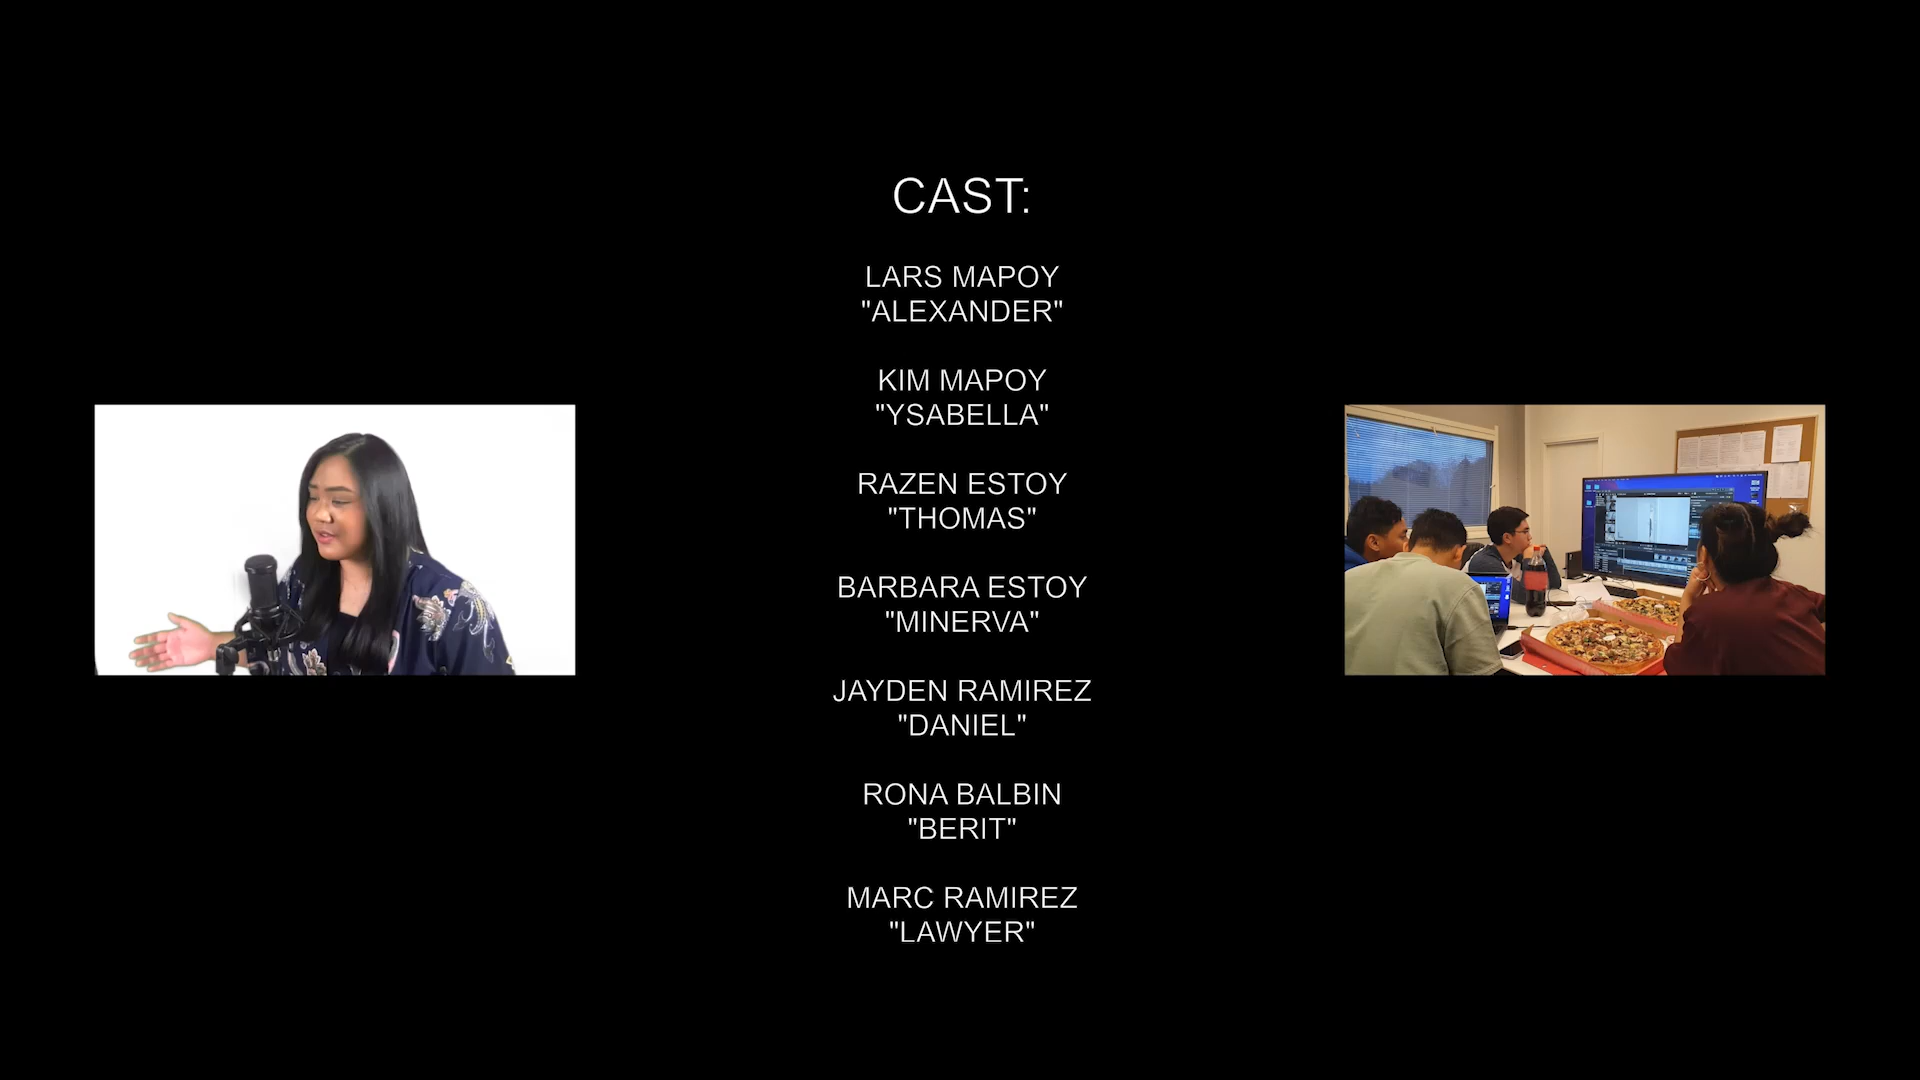 CAST:
LARS MAPOY
"ALEXANDER"
KIM MAPOY
"YSABELLA"
RAZEN ESTOY
"THOMAS"
BARBARA ESTOY
"MINERVA"
JAYDEN RAMIREZ
"DANIEL"
RONA BALBIN
"BERIT"
MARC RAMIREZ
"LAWYER"